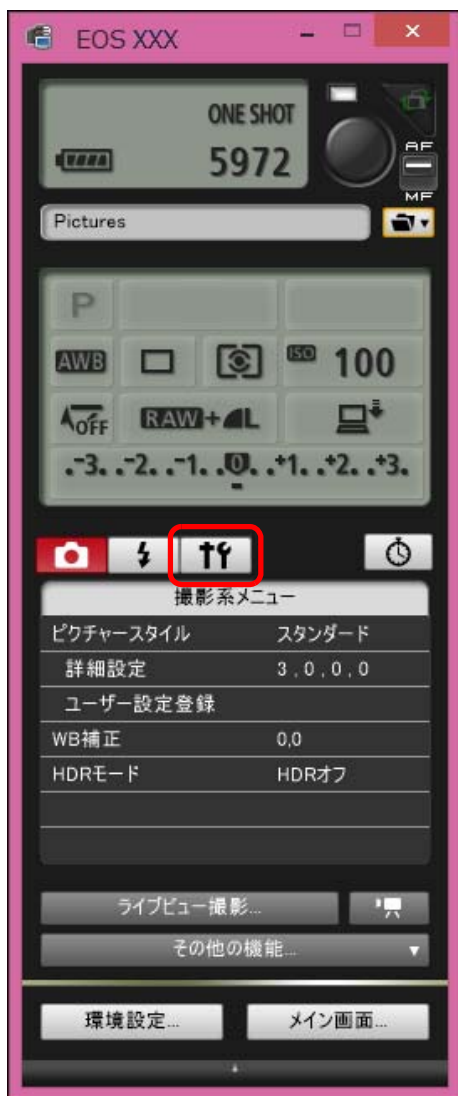 EOS XXX
ONE SHOT
5972
AF
MF
Pictures
P
AWB
ISO 100
OFF RAW+L
.-3. .-2. .-1. .0. .+1. .+2. .+3.
撮影系メニュー
ピクチャースタイル スタンダード
詳細設定 3,0,0,0
ユーザー設定登録
WB補正 0,0
HDRモード HDRオフ
ライブビュー撮影...
その他の機能...
環境設定... メイン画面...